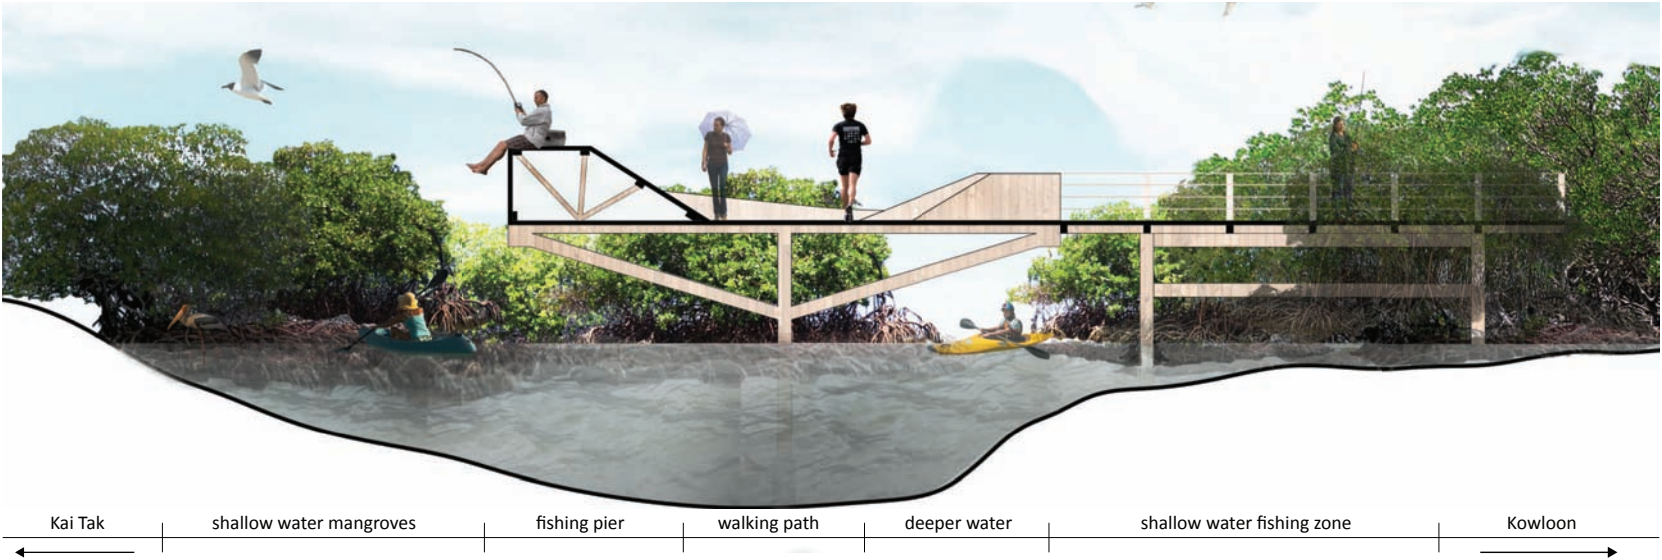 Kai Tak
shallow water mangroves
fishing pier
walking path
deeper water
shallow water fishing zone
Kowloon